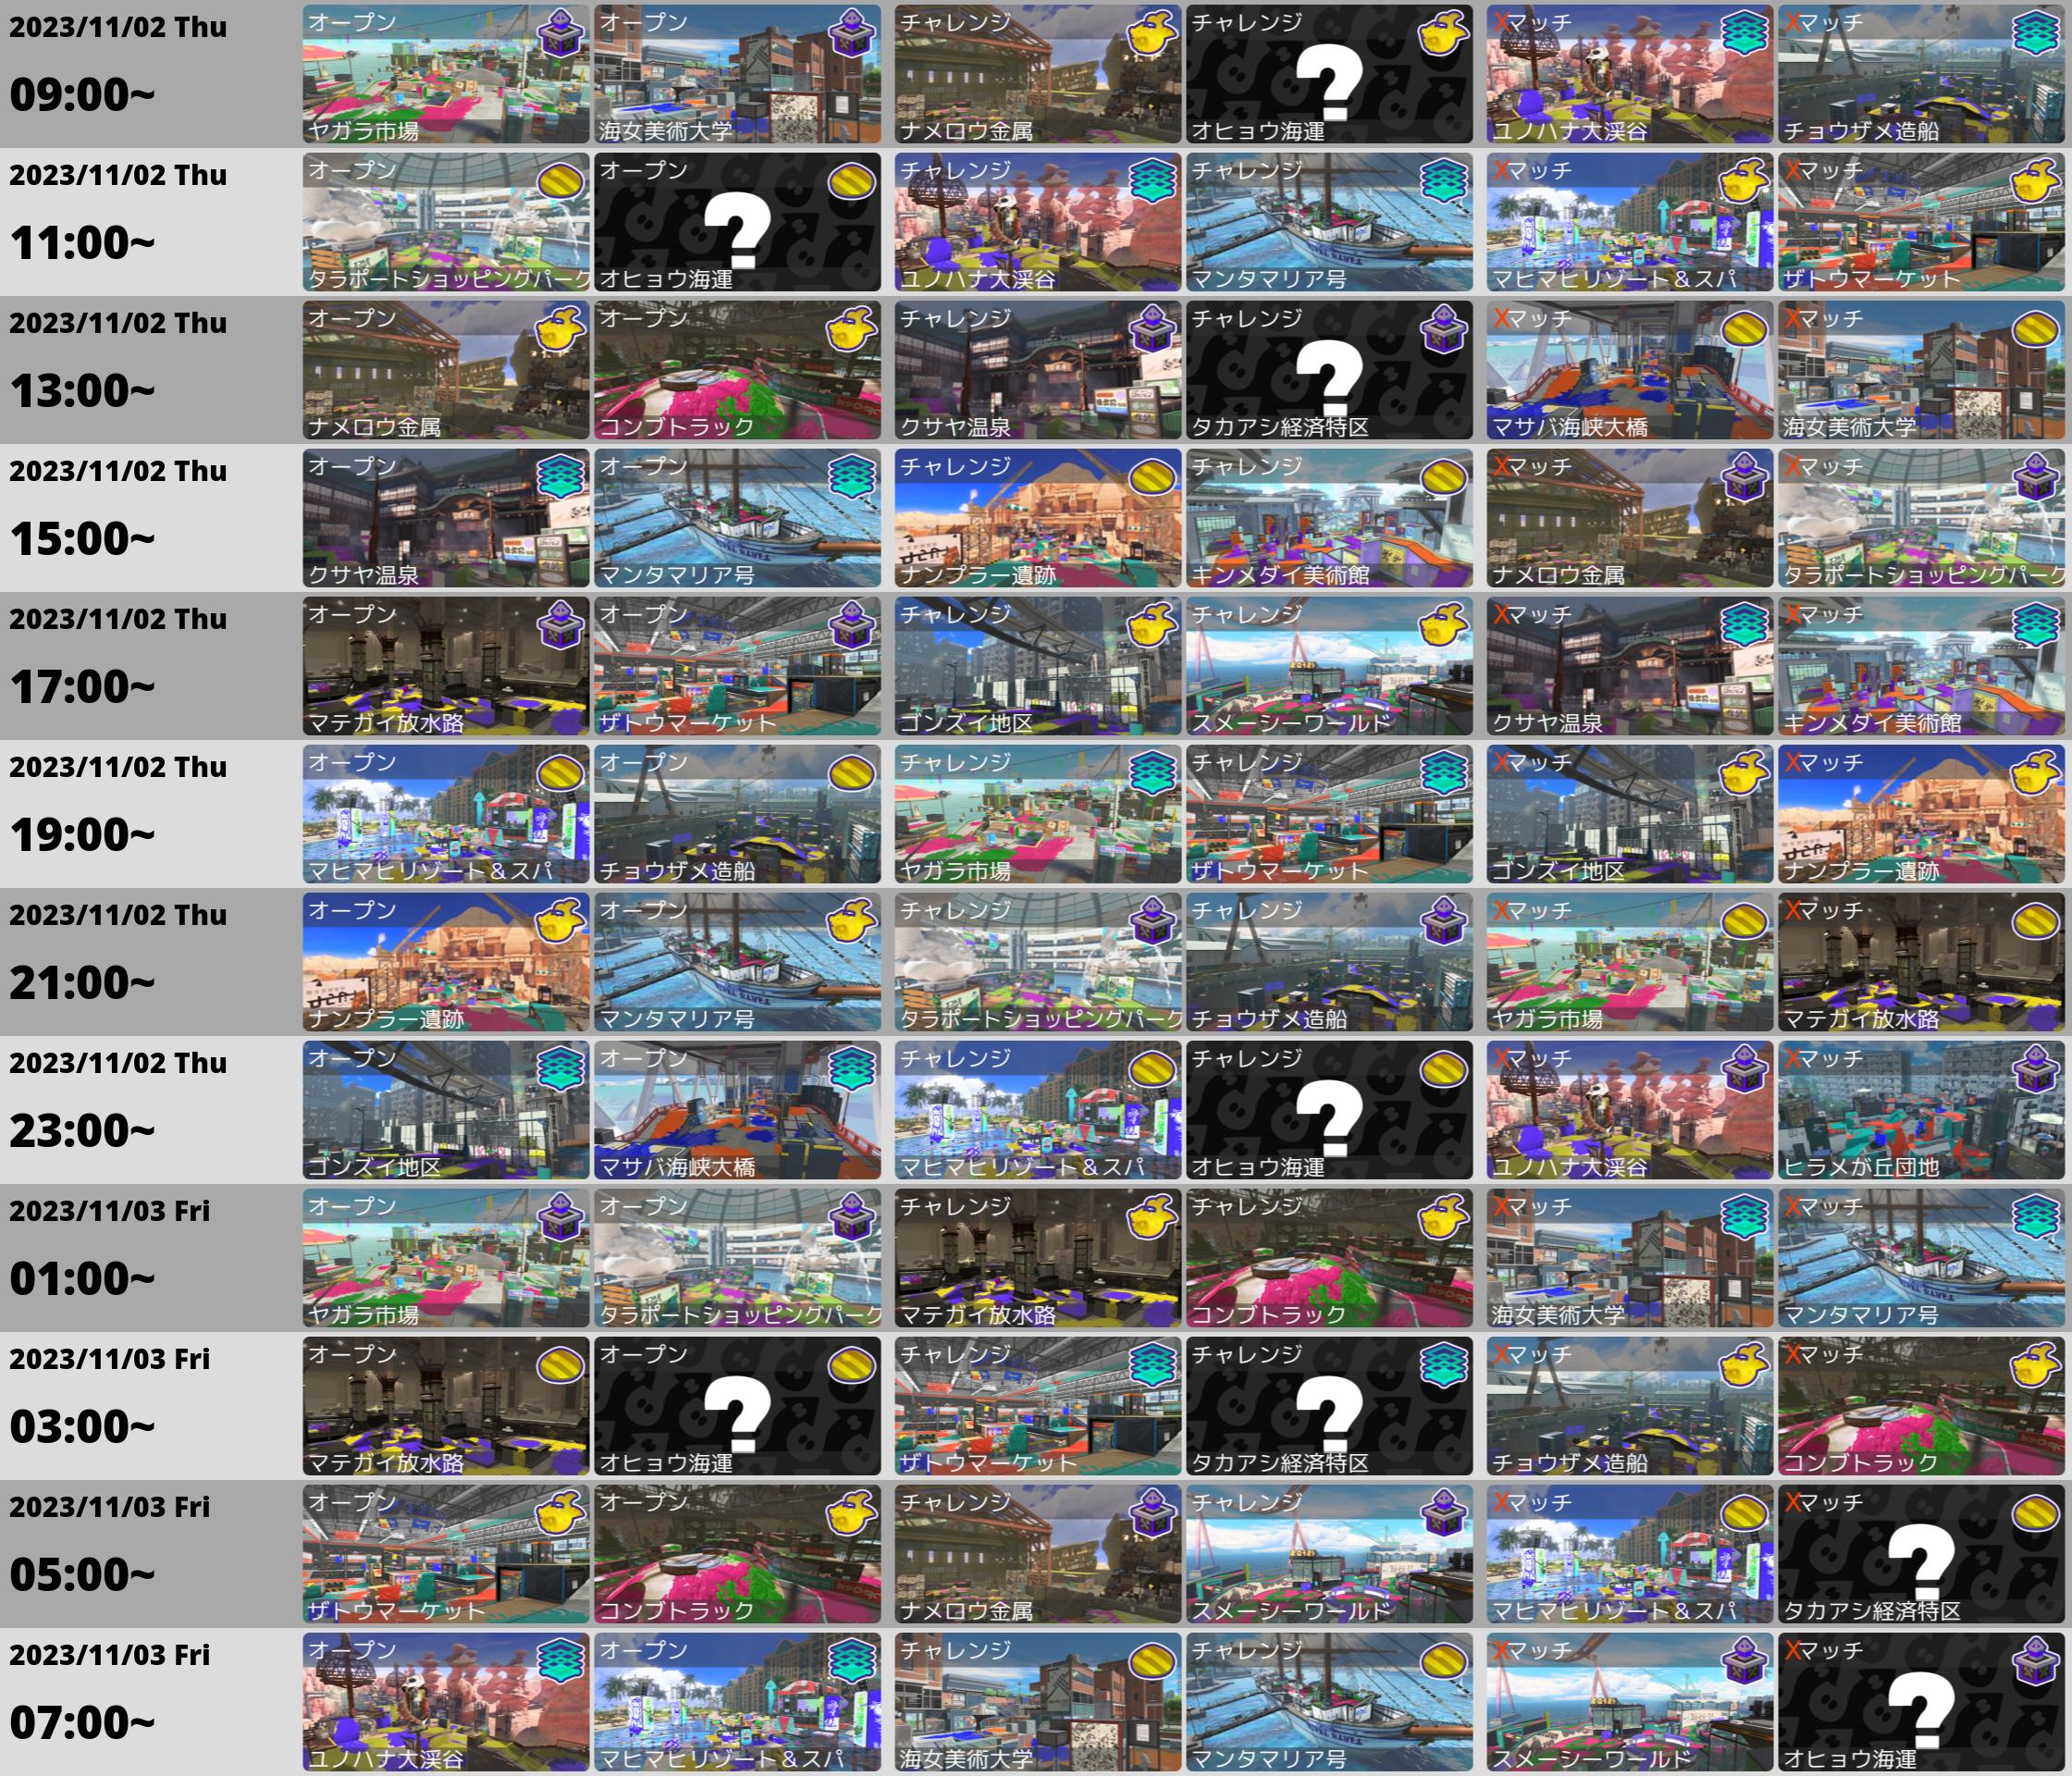 2023/11/02 Thu
09:00~
オープン オープン チャレンジ チャレンジ Xマッチ Xマッチ
ヤガラ市場 海女美術大学 ナメロウ金属 オヒョウ海運 ユノハナ大渓谷 チョウザメ造船
2023/11/02 Thu
11:00~
オープン オープン チャレンジ チャレンジ Xマッチ Xマッチ
タラポートショッピングパーク オヒョウ海運 ユノハナ大渓谷 マンタマリア号 マヒマヒリゾート&スパ ザトウマーケット
2023/11/02 Thu
13:00~
オープン オープン チャレンジ チャレンジ Xマッチ Xマッチ
ナメロウ金属 コンブトラック クサヤ温泉 タカアシ経済特区 マサバ海峡大橋 海女美術大学
2023/11/02 Thu
15:00~
オープン オープン チャレンジ チャレンジ Xマッチ Xマッチ
クサヤ温泉 マンタマリア号 ナンプラー遺跡 キンメダイ美術館 ナメロウ金属 タラポートショッピングパーク
2023/11/02 Thu
17:00~
オープン オープン チャレンジ チャレンジ Xマッチ Xマッチ
マテガイ放水路 ザトウマーケット ゴンズイ地区 スメーシーワールド クサヤ温泉 キンメダイ美術館
2023/11/02 Thu
19:00~
オープン オープン チャレンジ チャレンジ Xマッチ Xマッチ
マヒマヒリゾート&スパ チョウザメ造船 ヤガラ市場 ザトウマーケット ゴンズイ地区 ナンプラー遺跡
2023/11/02 Thu
21:00~
オープン オープン チャレンジ チャレンジ Xマッチ Xマッチ
ナンプラー遺跡 マンタマリア号 タラポートショッピングパーク チョウザメ造船 ヤガラ市場 マテガイ放水路
2023/11/02 Thu
23:00~
オープン オープン チャレンジ チャレンジ Xマッチ Xマッチ
ゴンズイ地区 マサバ海峡大橋 マヒマヒリゾート&スパ オヒョウ海運 ユノハナ大渓谷 ヒラメが丘団地
2023/11/03 Fri
01:00~
オープン オープン チャレンジ チャレンジ Xマッチ Xマッチ
ヤガラ市場 タラポートショッピングパーク マテガイ放水路 コンブトラック 海女美術大学 マンタマリア号
2023/11/03 Fri
03:00~
オープン オープン チャレンジ チャレンジ Xマッチ Xマッチ
マテガイ放水路 オヒョウ海運 ザトウマーケット タカアシ経済特区 チョウザメ造船 コンブトラック
2023/11/03 Fri
05:00~
オープン オープン チャレンジ チャレンジ Xマッチ Xマッチ
ザトウマーケット コンブトラック ナメロウ金属 スメーシーワールド マヒマヒリゾート&スパ タカアシ経済特区
2023/11/03 Fri
07:00~
オープン オープン チャレンジ チャレンジ Xマッチ Xマッチ
ユノハナ大渓谷 マヒマヒリゾート&スパ 海女美術大学 マンタマリア号 スメーシーワールド オヒョウ海運